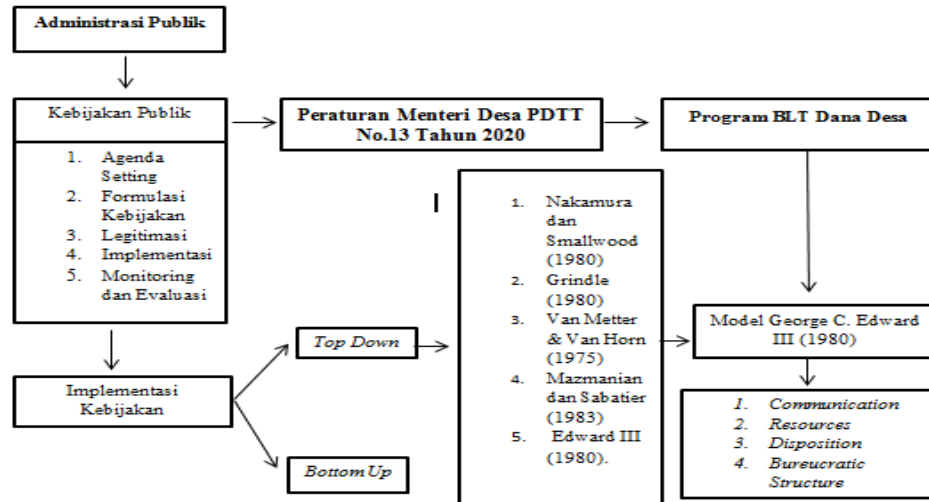 Administrasi Publik
Kebijakan Publik
1. Agenda
Setting
2. Formulasi
Kebijakan
3. Legitimasi
4. Implementasi
5. Monitoring
dan Evaluasi
Peraturan Menteri Desa PDTT
No.13 Tahun 2020
Program BLT Dana Desa
Implementasi
Kebijakan
Top Down
Bottom Up
1. Nakamura
dan
Smallwood
(1980)
2. Grindle
(1980)
3. Van Metter
& Van Horn
(1975)
4. Mazmanian
dan Sabatier
(1983)
5. Edward III
(1980).
Model George C. Edward
III (1980)
1. Communication
2. Resources
3. Disposition
4. Bureucratic
Structure